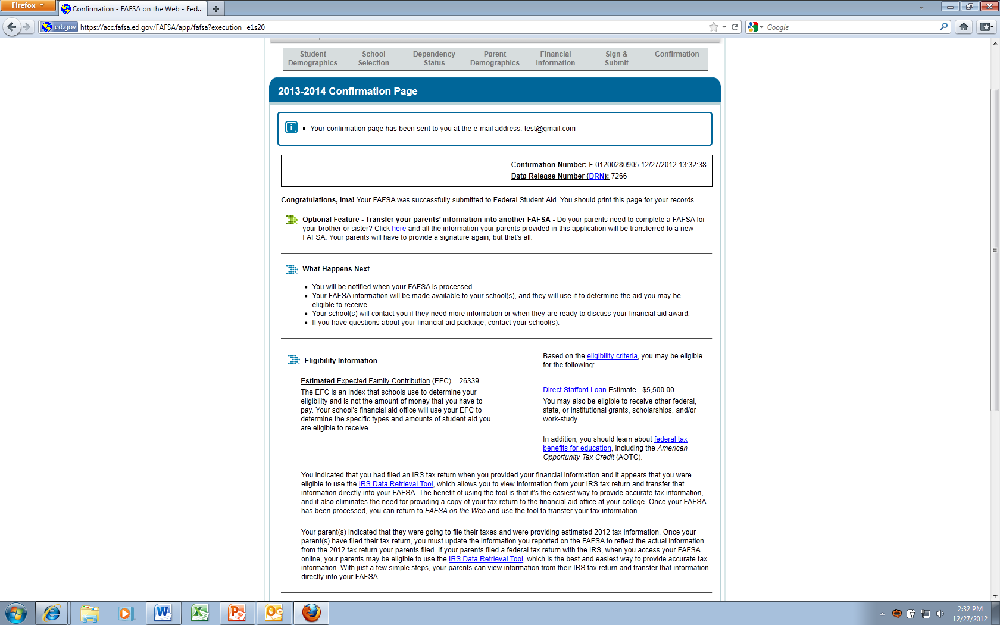 Firefox
Confirmation - FAFSA on the Web - Fed...
ed.gov https://acc.fafsa.ed.gov/FAFSA/app/fafsa?execution=e1s20
Google
Student Demographics
School Selection
Dependency Status
Parent Demographics
Financial Information
Sign & Submit
Confirmation
2013-2014 Confirmation Page
Your confirmation page has been sent to you at the e-mail address: test@gmail.com
Confirmation Number: F 01200280905 12/27/2012 13:32:38
Data Release Number (DRN): 7266
Congratulations, Ima! Your FAFSA was successfully submitted to Federal Student Aid. You should print this page for your records.
Optional Feature - Transfer your parents' information into another FAFSA - Do your parents need to complete a FAFSA for
your brother or sister? Click here and all the information your parents provided in this application will be transferred to a new
FAFSA. Your parents will have to provide a signature again, but that's all.
What Happens Next
• You will be notified when your FAFSA is processed.
• Your FAFSA information will be made available to your school(s), and they will use it to determine the aid you may be
eligible to receive.
• Your school(s) will contact you if they need more information or when they are ready to discuss your financial aid award.
• If you have questions about your financial aid package, contact your school(s).
Eligibility Information
Estimated Expected Family Contribution (EFC) = 26339
The EFC is an index that schools use to determine your
eligibility and is not the amount of money that you have to
pay. Your school's financial aid office will use your EFC to
determine the specific types and amounts of student aid you
are eligible to receive.
Based on the eligibility criteria, you may be eligible
for the following:
Direct Stafford Loan Estimate - $5,500.00
You may also be eligible to receive other federal,
state, or institutional grants, scholarships, and/or
work-study.
In addition, you should learn about federal tax
benefits for education, including the American
Opportunity Tax Credit (AOTC).
You indicated that you had filed an IRS tax return when you provided your financial information and it appears that you were
eligible to use the IRS Data Retrieval Tool, which allows you to view information from your IRS tax return and transfer that
information directly into your FAFSA. The benefit of using the tool is that it's the easiest way to provide accurate tax information,
and it also eliminates the need for providing a copy of your tax return to the financial aid office at your college. Once your FAFSA
has been processed, you can return to FAFSA on the Web and use the tool to transfer your tax information.
Your parent(s) indicated that they were going to file their taxes and were providing estimated 2012 tax information. Once your
parent(s) have filed their tax return, you must update the information you reported on the FAFSA to reflect the actual information
from the 2012 tax return your parents filed. If your parents filed a federal tax return with the IRS, when you access your FAFSA
online, your parents may be eligible to use the IRS Data Retrieval Tool, which is the best and easiest way to provide accurate tax
information. With just a few simple steps, your parents can view information from their IRS tax return and transfer that information
directly into your FAFSA.
2:32 PM
12/27/2012